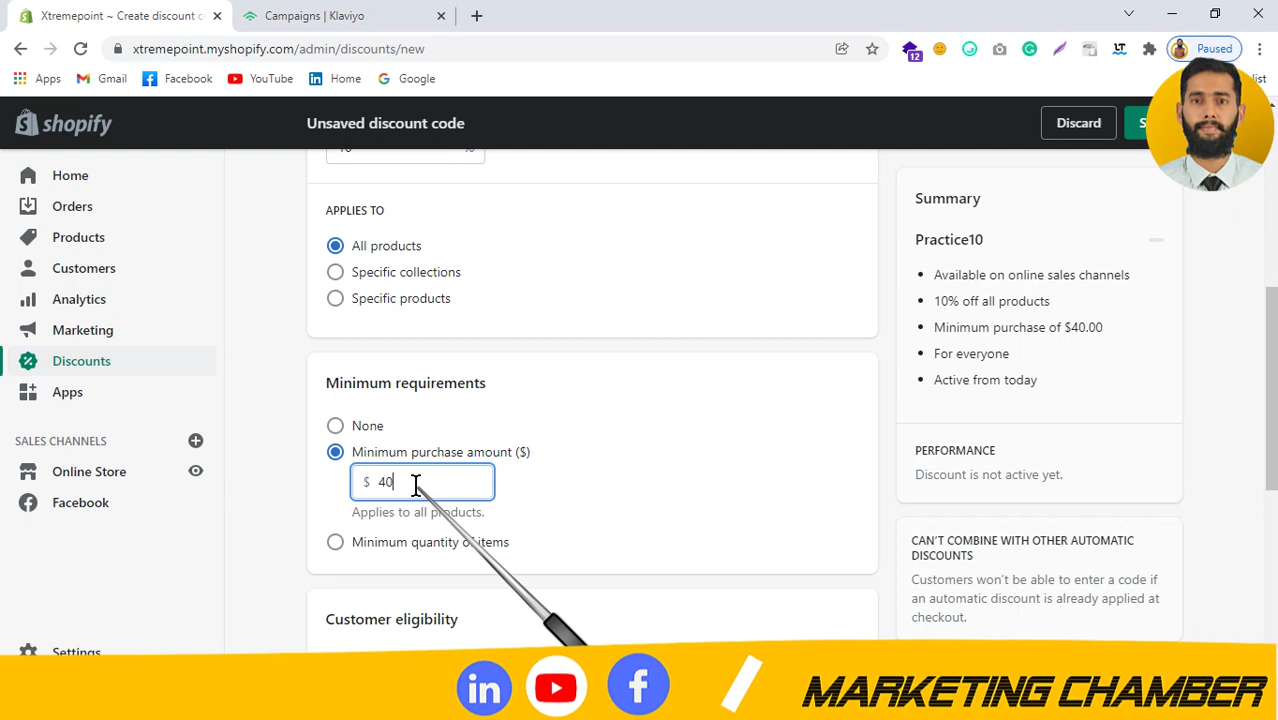 Xtremepoint ~ Create discount c
Campaigns | Klaviyo
xtremepoint.myshopify.com/admin/discounts/new
12
LT
Paused
Apps
Gmail
Facebook
YouTube
Home
Google
list
shopify
Unsaved discount code
Discard
S
Home
Orders
Products
Customers
Analytics
Marketing
Discounts
Apps
SALES CHANNELS
Online Store
Facebook
Settings
%
APPLIES TO
All products
Specific collections
Specific products
Minimum requirements
None
Minimum purchase amount ($)
$ 40
Applies to all products.
Minimum quantity of items
Customer eligibility
Summary
Practice10
Available on online sales channels
10% off all products
Minimum purchase of $40.00
For everyone
Active from today
PERFORMANCE
Discount is not active yet.
CAN'T COMBINE WITH OTHER AUTOMATIC
DISCOUNTS
Customers won't be able to enter a code if
an automatic discount is already applied at
checkout.
in
f
MARKETING CHAMBER